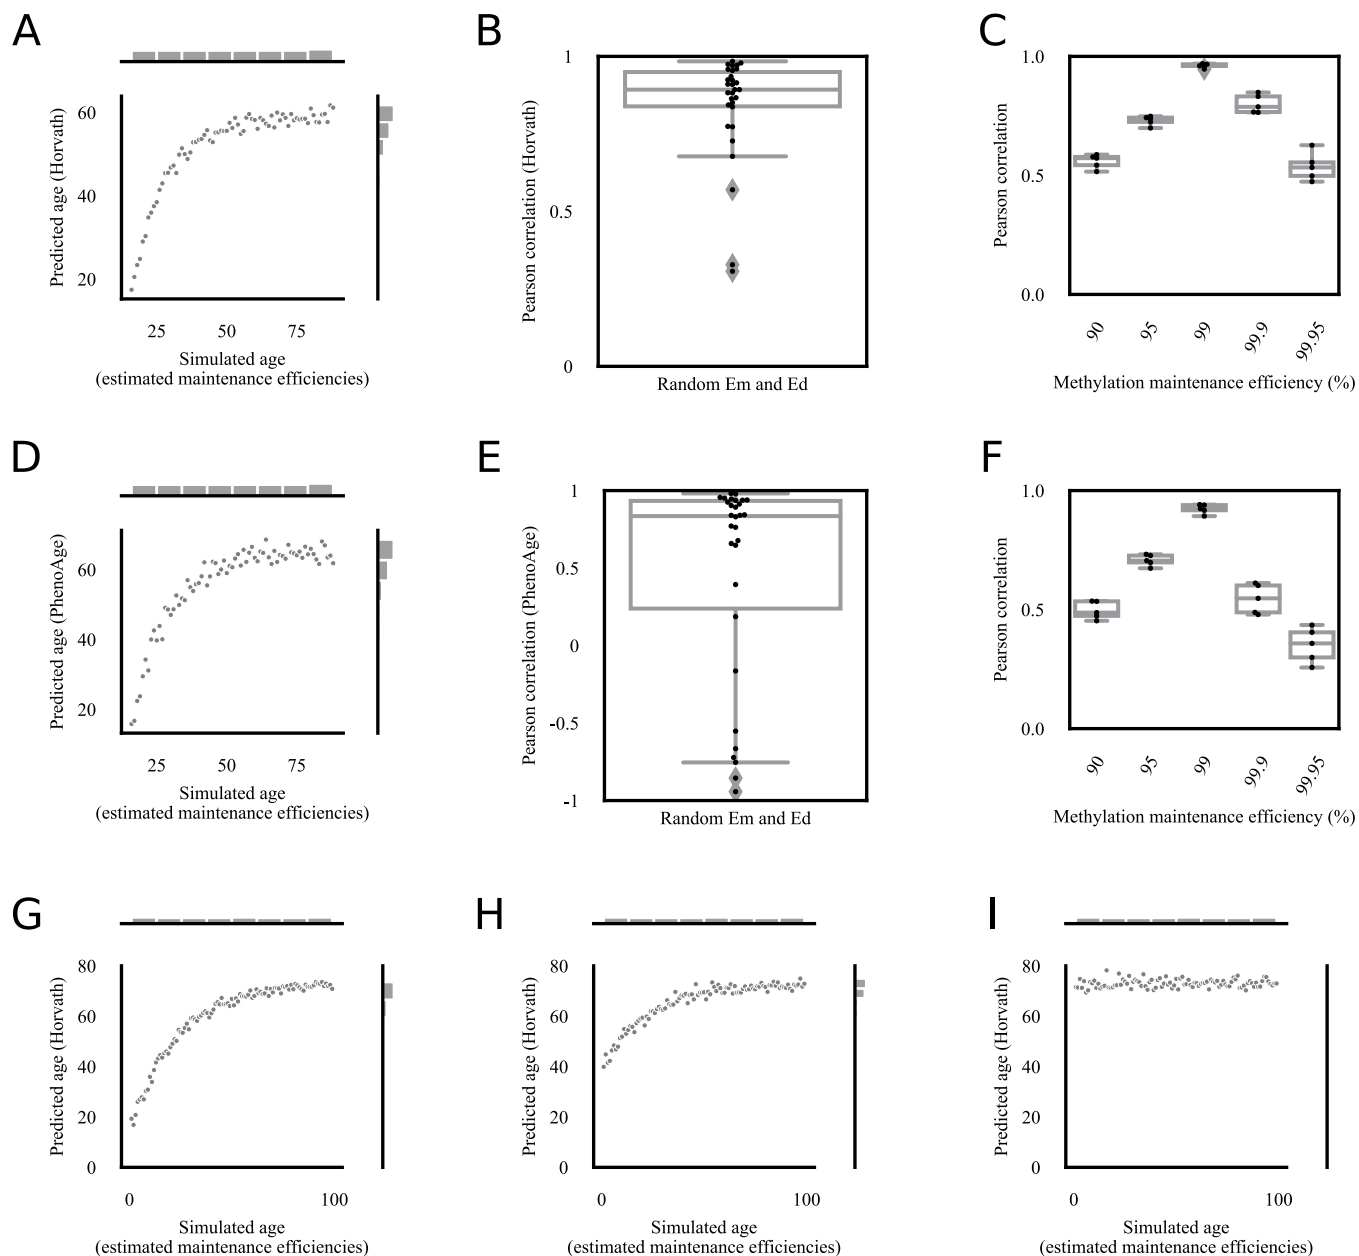 A
Predicted age (Horvath)
60
40
20
25
50
75
Simulated age
(estimated maintenance efficiencies)
B
Pearson correlation (Horvath)
1
0.5
0
Random Em and Ed
C
Pearson correlation
1.0
0.5
0.0
90
95
99
99.9
99.95
Methylation maintenance efficiency (%)
D
Predicted age (PhenoAge)
60
40
20
25
50
75
Simulated age
(estimated maintenance efficiencies)
E
Pearson correlation (PhenoAge)
1
0.5
0
-0.5
-1
Random Em and Ed
F
Pearson correlation
1.0
0.5
0.0
90
95
99
99.9
99.95
Methylation maintenance efficiency (%)
G
Predicted age (Horvath)
80
60
40
20
0
0
100
Simulated age
(estimated maintenance efficiencies)
H
Predicted age (Horvath)
80
60
40
20
0
0
100
Simulated age
(estimated maintenance efficiencies)
I
Predicted age (Horvath)
80
60
40
20
0
0
100
Simulated age
(estimated maintenance efficiencies)